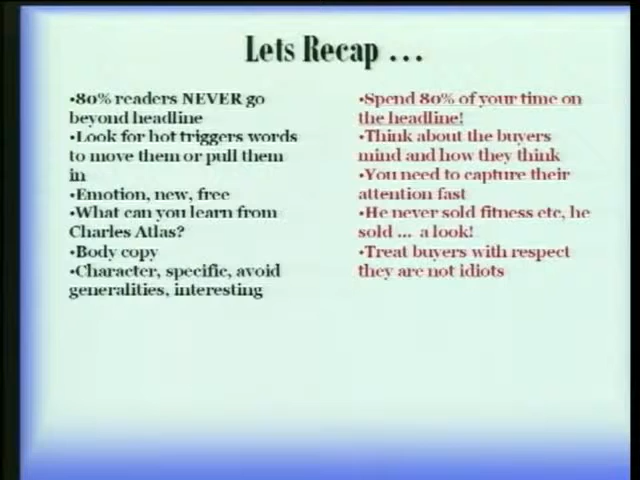 Lets Recap ...
•80% readers NEVER go
beyond headline
•Look for hot triggers words
to move them or pull them
in
•Emotion, new, free
•What can you learn from
Charles Atlas?
•Body copy
•Character, specific, avoid
generalities, interesting
•Spend 80% of your time on
the headline!
•Think about the buyers
mind and how they think
•You need to capture their
attention fast
•He never sold fitness etc, he
sold ... a look!
•Treat buyers with respect
they are not idiots